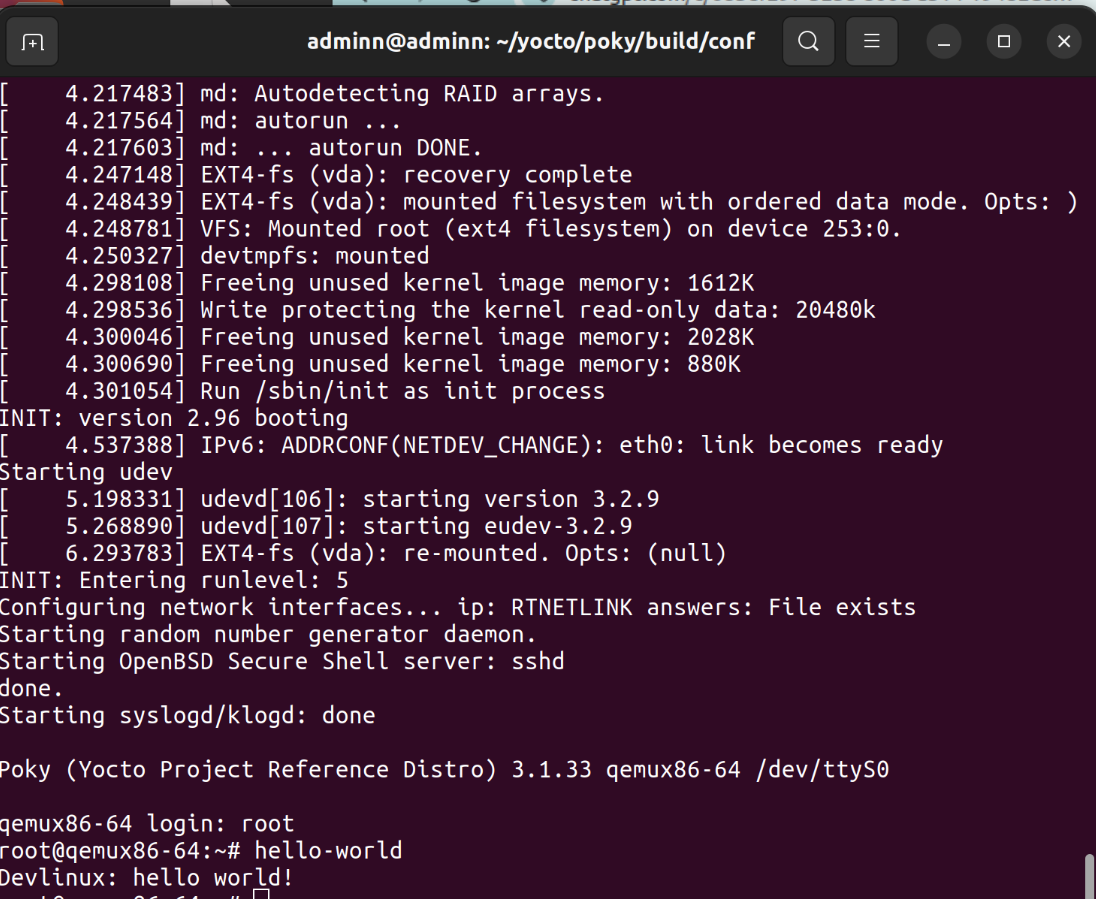 adminn@adminn: ~/yocto/poky/build/conf
[    4.217483] md: Autodetecting RAID arrays.
[    4.217564] md: autorun ...
[    4.217603] md: ... autorun DONE.
[    4.247148] EXT4-fs (vda): recovery complete
[    4.248439] EXT4-fs (vda): mounted filesystem with ordered data mode. Opts: )
[    4.248781] VFS: Mounted root (ext4 filesystem) on device 253:0.
[    4.250327] devtmpfs: mounted
[    4.298108] Freeing unused kernel image memory: 1612K
[    4.298536] Write protecting the kernel read-only data: 20480k
[    4.300046] Freeing unused kernel image memory: 2028K
[    4.300690] Freeing unused kernel image memory: 880K
[    4.301054] Run /sbin/init as init process
INIT: version 2.96 booting
[    4.537388] IPv6: ADDRCONF(NETDEV_CHANGE): eth0: link becomes ready
Starting udev
[    5.198331] udevd[106]: starting version 3.2.9
[    5.268890] udevd[107]: starting eudev-3.2.9
[    6.293783] EXT4-fs (vda): re-mounted. Opts: (null)
INIT: Entering runlevel: 5
Configuring network interfaces... ip: RTNETLINK answers: File exists
Starting random number generator daemon.
Starting OpenBSD Secure Shell server: sshd
done.
Starting syslogd/klogd: done
Poky (Yocto Project Reference Distro) 3.1.33 qemux86-64 /dev/ttyS0
qemux86-64 login: root
root@qemux86-64:~# hello-world
Devlinux: hello world!